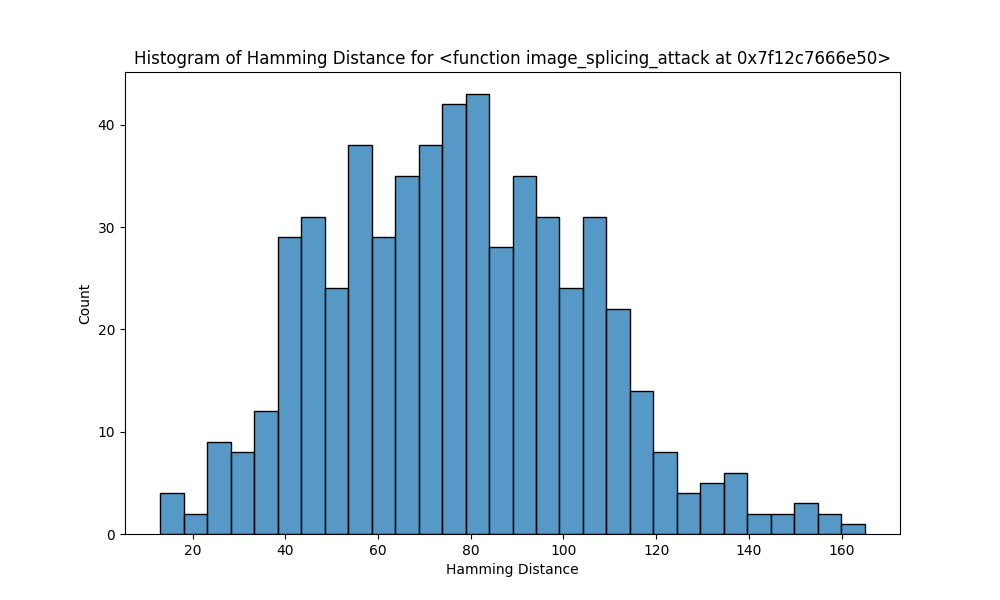 Histogram of Hamming Distance for <function image_splicing_attack at 0x7f12c7666e50>
40
30
20
10
0
Count
20 40 60 80 100 120 140 160
Hamming Distance